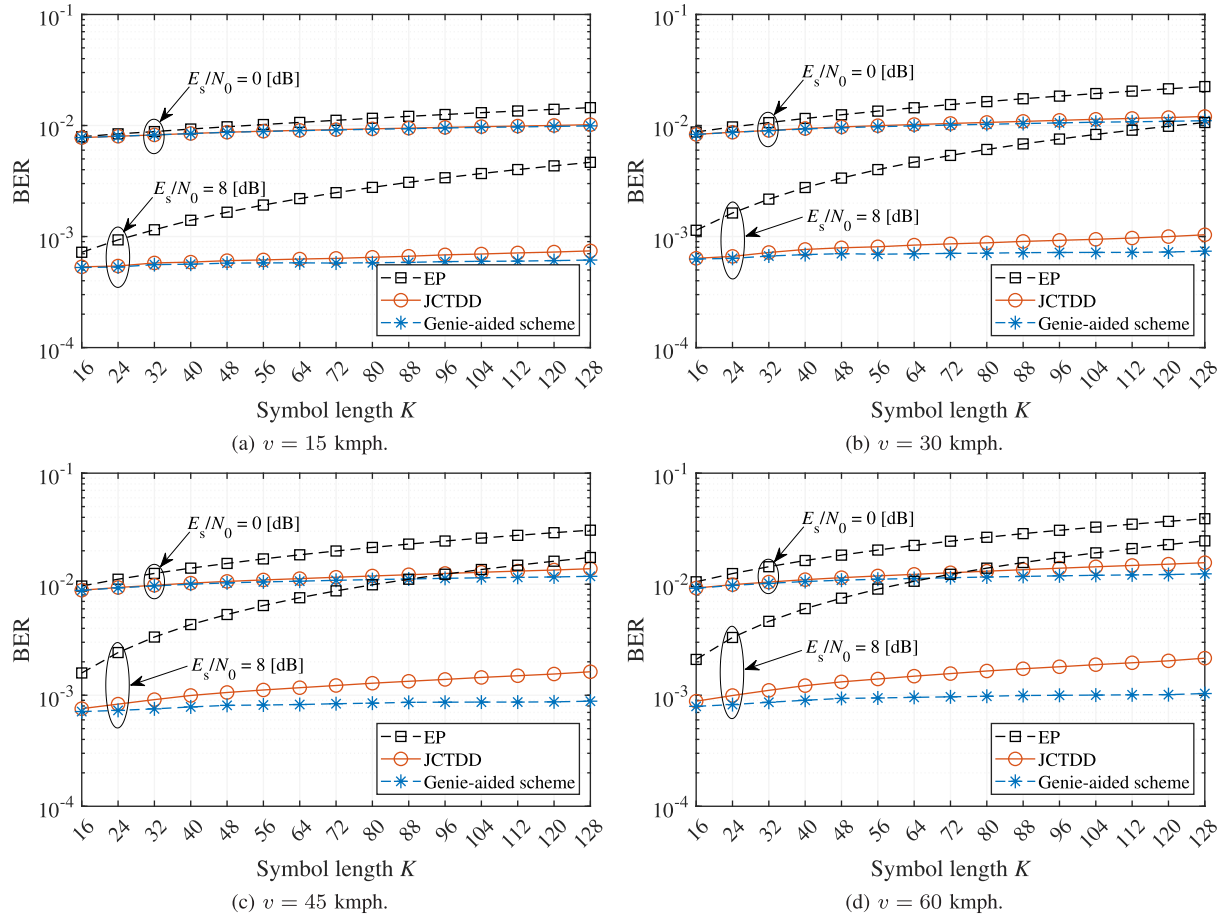 10^-1
10^-2
10^-3
10^-4
BER
E_s/N_0 = 0 [dB]
E_s/N_0 = 8 [dB]
EP
JCTDD
Genie-aided scheme
16 24 32 40 48 56 64 72 80 88 96 104 112 120 128
Symbol length K
(a) v = 15 kmph.
10^-1
10^-2
10^-3
10^-4
BER
E_s/N_0 = 0 [dB]
E_s/N_0 = 8 [dB]
EP
JCTDD
Genie-aided scheme
16 24 32 40 48 56 64 72 80 88 96 104 112 120 128
Symbol length K
(b) v = 30 kmph.
10^-1
10^-2
10^-3
10^-4
BER
E_s/N_0 = 0 [dB]
E_s/N_0 = 8 [dB]
EP
JCTDD
Genie-aided scheme
16 24 32 40 48 56 64 72 80 88 96 104 112 120 128
Symbol length K
(c) v = 45 kmph.
10^-1
10^-2
10^-3
10^-4
BER
E_s/N_0 = 0 [dB]
E_s/N_0 = 8 [dB]
EP
JCTDD
Genie-aided scheme
16 24 32 40 48 56 64 72 80 88 96 104 112 120 128
Symbol length K
(d) v = 60 kmph.